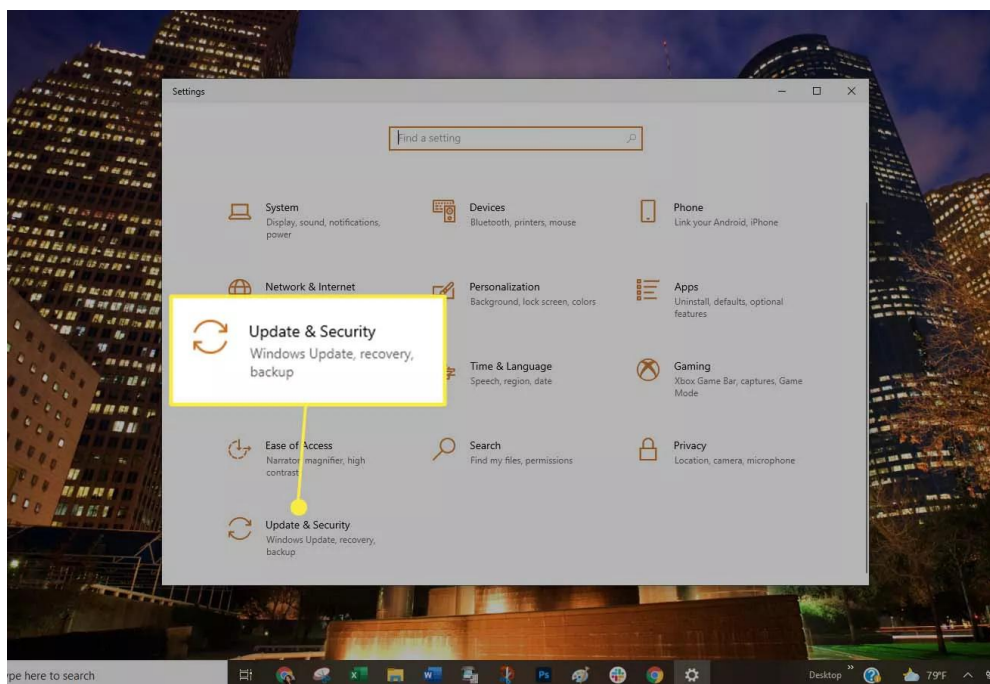 Settings
Find a setting
System
Display, sound, notifications,
power
Devices
Bluetooth, printers, mouse
Phone
Link your Android, iPhone
Network & Internet
Personalization
Background, lock screen, colors
Apps
Uninstall, defaults, optional
features
Update & Security
Windows Update, recovery,
backup
Time & Language
Speech, region, date
Gaming
Xbox Game Bar, captures, Game
Mode
Ease of Access
Narrator, magnifier, high
contrast
Search
Find my files, permissions
Privacy
Location, camera, microphone
Update & Security
Windows Update, recovery,
backup
ype here to search
Ps
Desktop
79°F